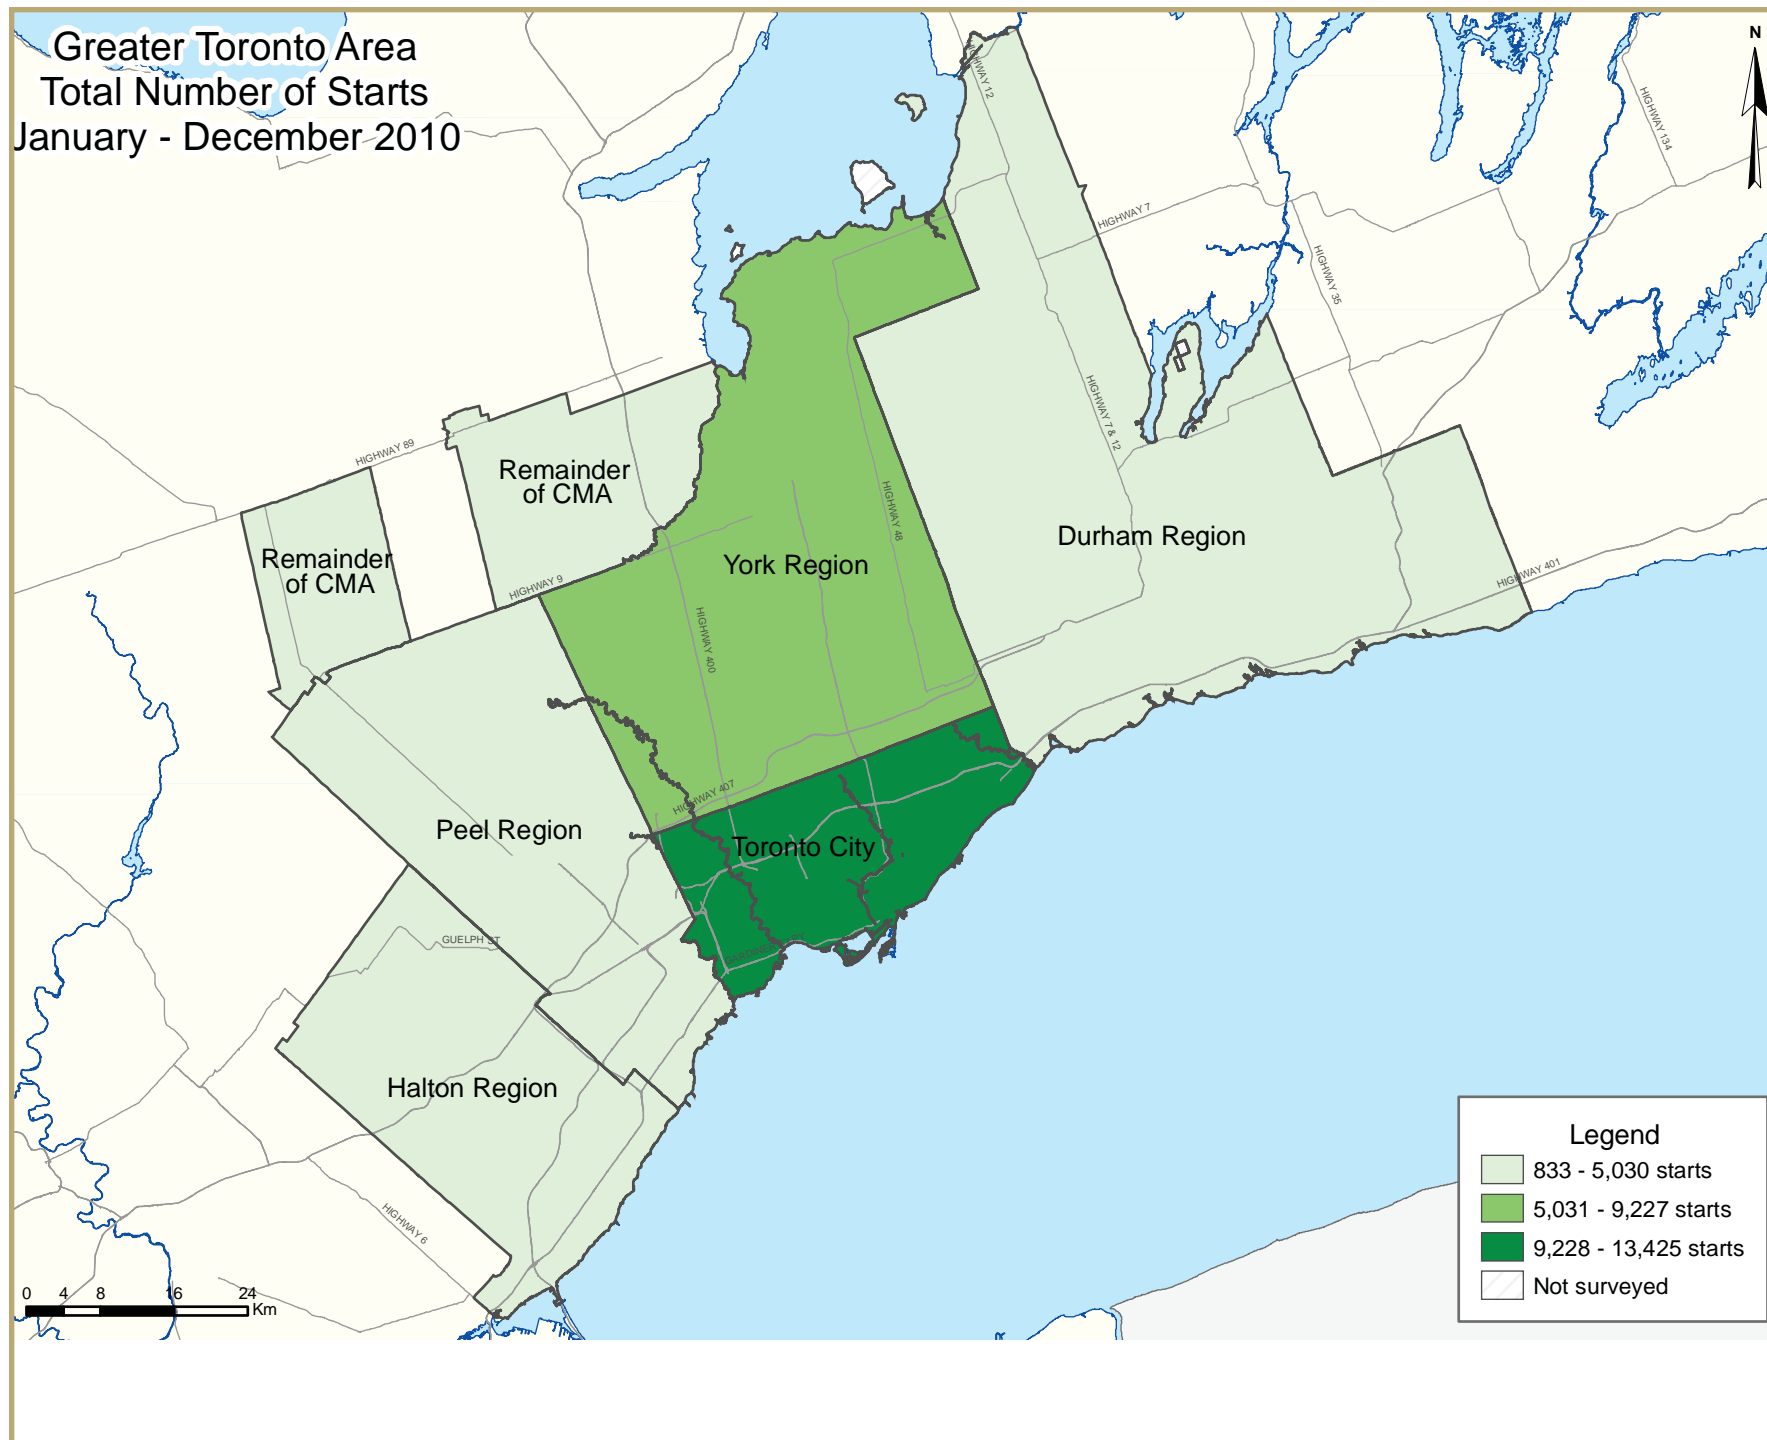 Greater Toronto Area
Total Number of Starts
January - December 2010
N
HIGHWAY 12
HIGHWAY 134
HIGHWAY 7
HIGHWAY 35
HIGHWAY 7 & 12
HIGHWAY 89
Remainder
of CMA
HIGHWAY 48
Durham Region
Remainder
of CMA
York Region
HIGHWAY 9
HIGHWAY 401
HIGHWAY 400
HIGHWAY 407
Peel Region
Toronto City
GUELPH ST
Halton Region
HIGHWAY 6
Legend
833 - 5,030 starts
5,031 - 9,227 starts
9,228 - 13,425 starts
Not surveyed
0 4 8 16 24
Km